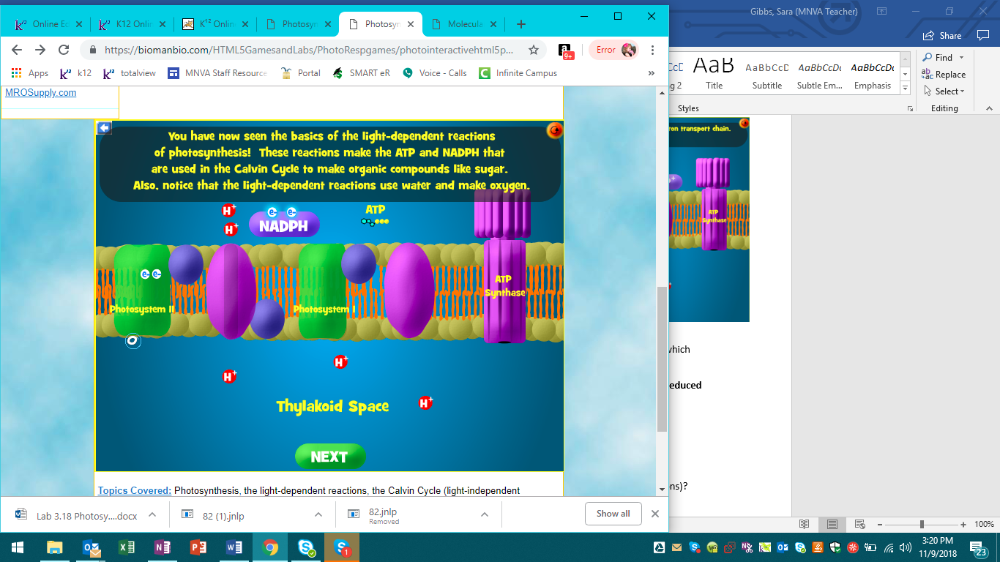 Gibbs, Sara (MNVA Teacher)
Online Ed
K12 Onlin
K¹² Onlin
Photosyn
Photosyn
Molecula
https://biomanbio.com/HTML5GamesandLabs/PhotoRespgames/photointeractivehtml5p...
9+
Error
Apps
k12
totalview
MNVA Staff Resource
Portal
SMART eR
Voice - Calls
Infinite Campus
»
Share
CcDc AaB AaBbCcD AaBbCcDc AaBbCcDc
g 2 Title Subtitle Subtle Em... Emphasis
Styles
Find
Replace
Select
Editing
MROSupply.com
You have now seen the basics of the light-dependent reactions
of photosynthesis! These reactions make the ATP and NADPH that
are used in the Calvin Cycle to make organic compounds like sugar.
Also, notice that the light-dependent reactions use water and make oxygen.
H+
H+
e- e-
NADPH
ATP
e- e-
Photosystem II
Photosystem I
ATP
Synthase
O
H+
H+
H+
Thylakoid Space
NEXT
Topics Covered: Photosynthesis, the light-dependent reactions, the Calvin Cycle (light-independent
ron transport chain.
ATP
Synthase
which
educed
ns)?
Lab 3.18 Photosy....docx
82 (1).jnlp
82.jnlp
Removed
Show all
100%
3:20 PM
11/9/2018
23